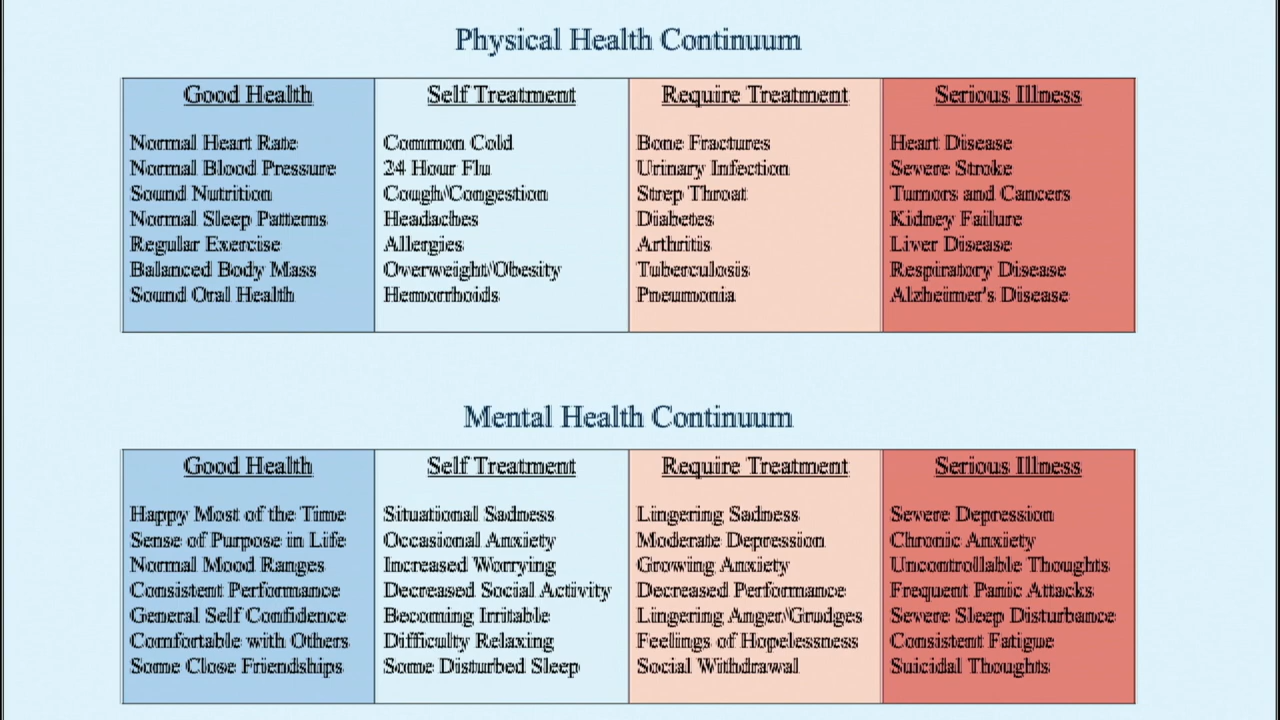 Physical Health Continuum
Good Health
Normal Heart Rate
Normal Blood Pressure
Sound Nutrition
Normal Sleep Patterns
Regular Exercise
Balanced Body Mass
Sound Oral Health
Self Treatment
Common Cold
24 Hour Flu
Cough/Congestion
Headaches
Allergies
Overweight/Obesity
Hemorrhoids
Require Treatment
Bone Fractures
Urinary Infection
Strep Throat
Diabetes
Arthritis
Tuberculosis
Pneumonia
Serious Illness
Heart Disease
Severe Stroke
Tumors and Cancers
Kidney Failure
Liver Disease
Respiratory Disease
Alzheimer's Disease
Mental Health Continuum
Good Health
Happy Most of the Time
Sense of Purpose in Life
Normal Mood Ranges
Consistent Performance
General Self Confidence
Comfortable with Others
Some Close Friendships
Self Treatment
Situational Sadness
Occasional Anxiety
Increased Worrying
Decreased Social Activity
Becoming Irritable
Difficulty Relaxing
Some Disturbed Sleep
Require Treatment
Lingering Sadness
Moderate Depression
Growing Anxiety
Decreased Performance
Lingering Anger/Grudges
Feelings of Hopelessness
Social Withdrawal
Serious Illness
Severe Depression
Chronic Anxiety
Uncontrollable Thoughts
Frequent Panic Attacks
Severe Sleep Disturbance
Consistent Fatigue
Suicidal Thoughts